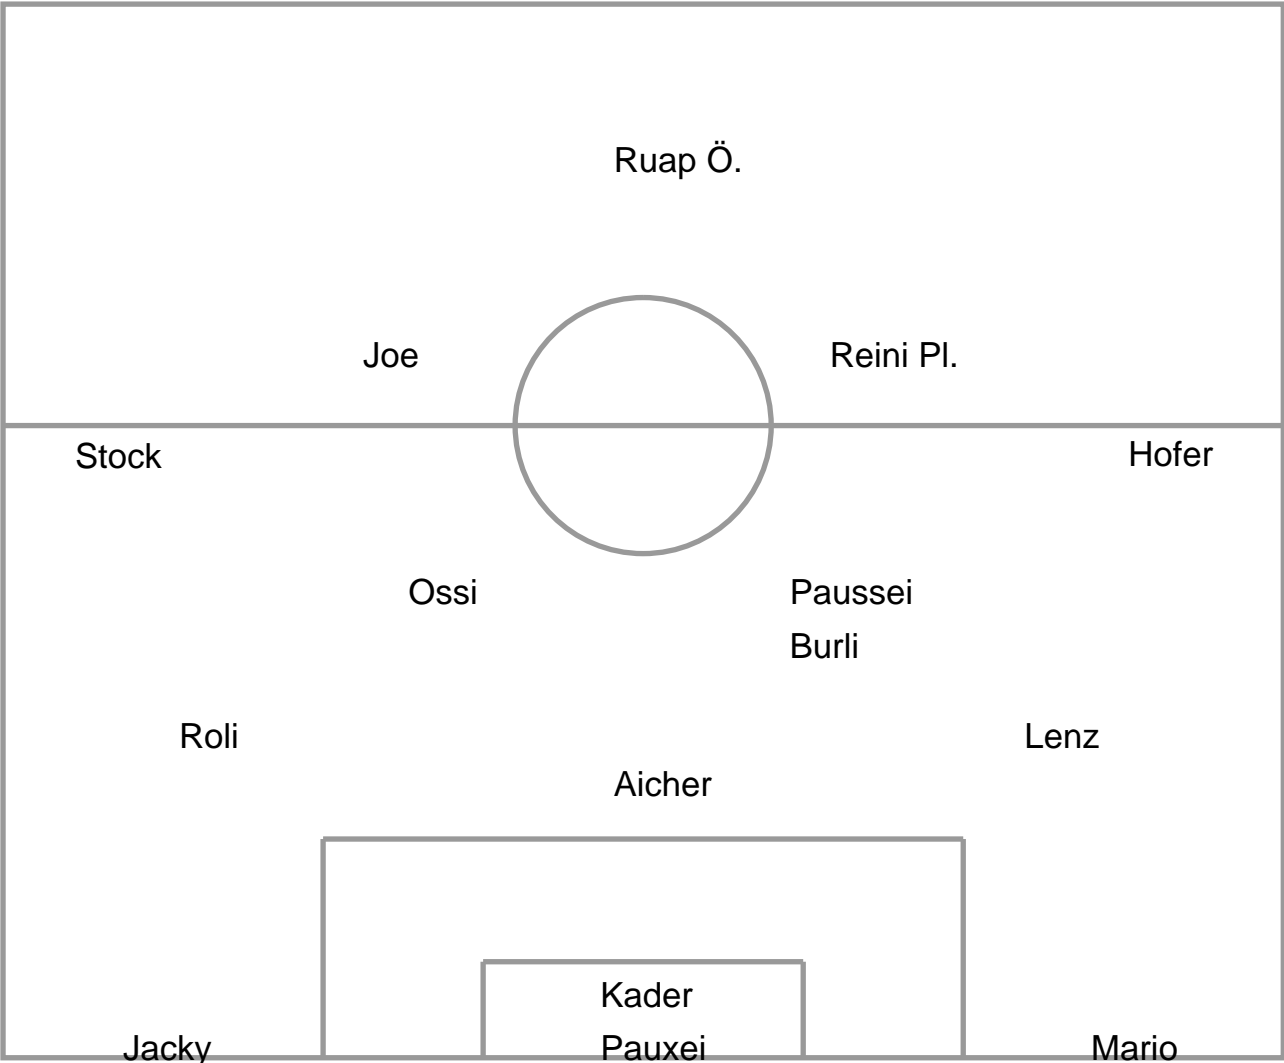 Ruap Ö.
Joe
Reini Pl.
Stock
Hofer
Ossi
Paussei
Burli
Roli
Lenz
Aicher
Kader
Jacky
Pauxei
Mario